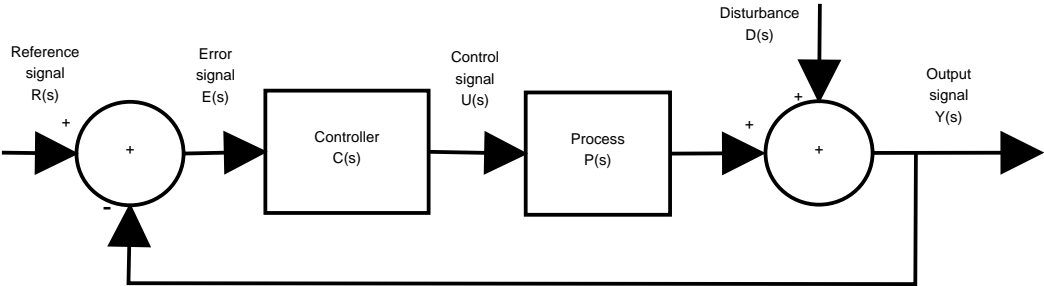 Reference
signal
R(s)
+
-
+
Error
signal
E(s)
Controller
C(s)
Control
signal
U(s)
Process
P(s)
Disturbance
D(s)
+
+
+
Output
signal
Y(s)